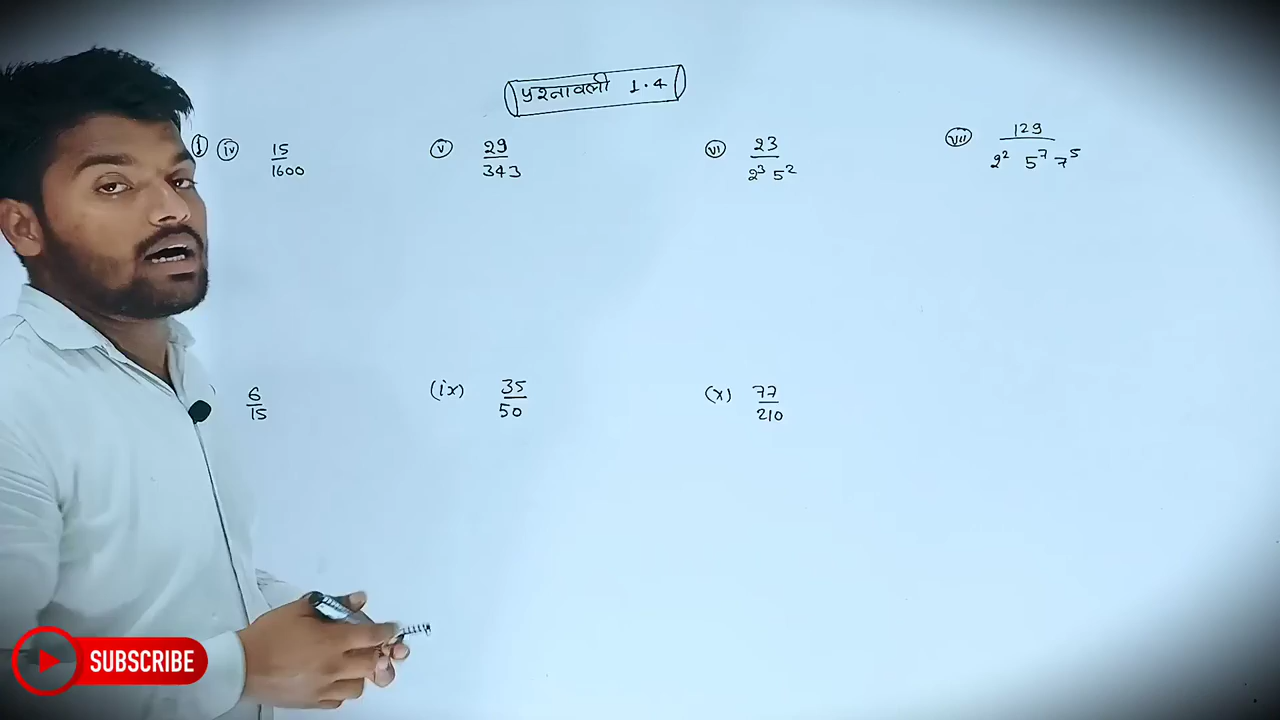 प्रश्नावली 1.4
① (iv) 15/1600
(v) 29/343
(vi) 23/2³ 5²
(vii) 129/2² 5⁷ 7⁵
) 6/15
(ix) 35/50
(x) 77/210
SUBSCRIBE